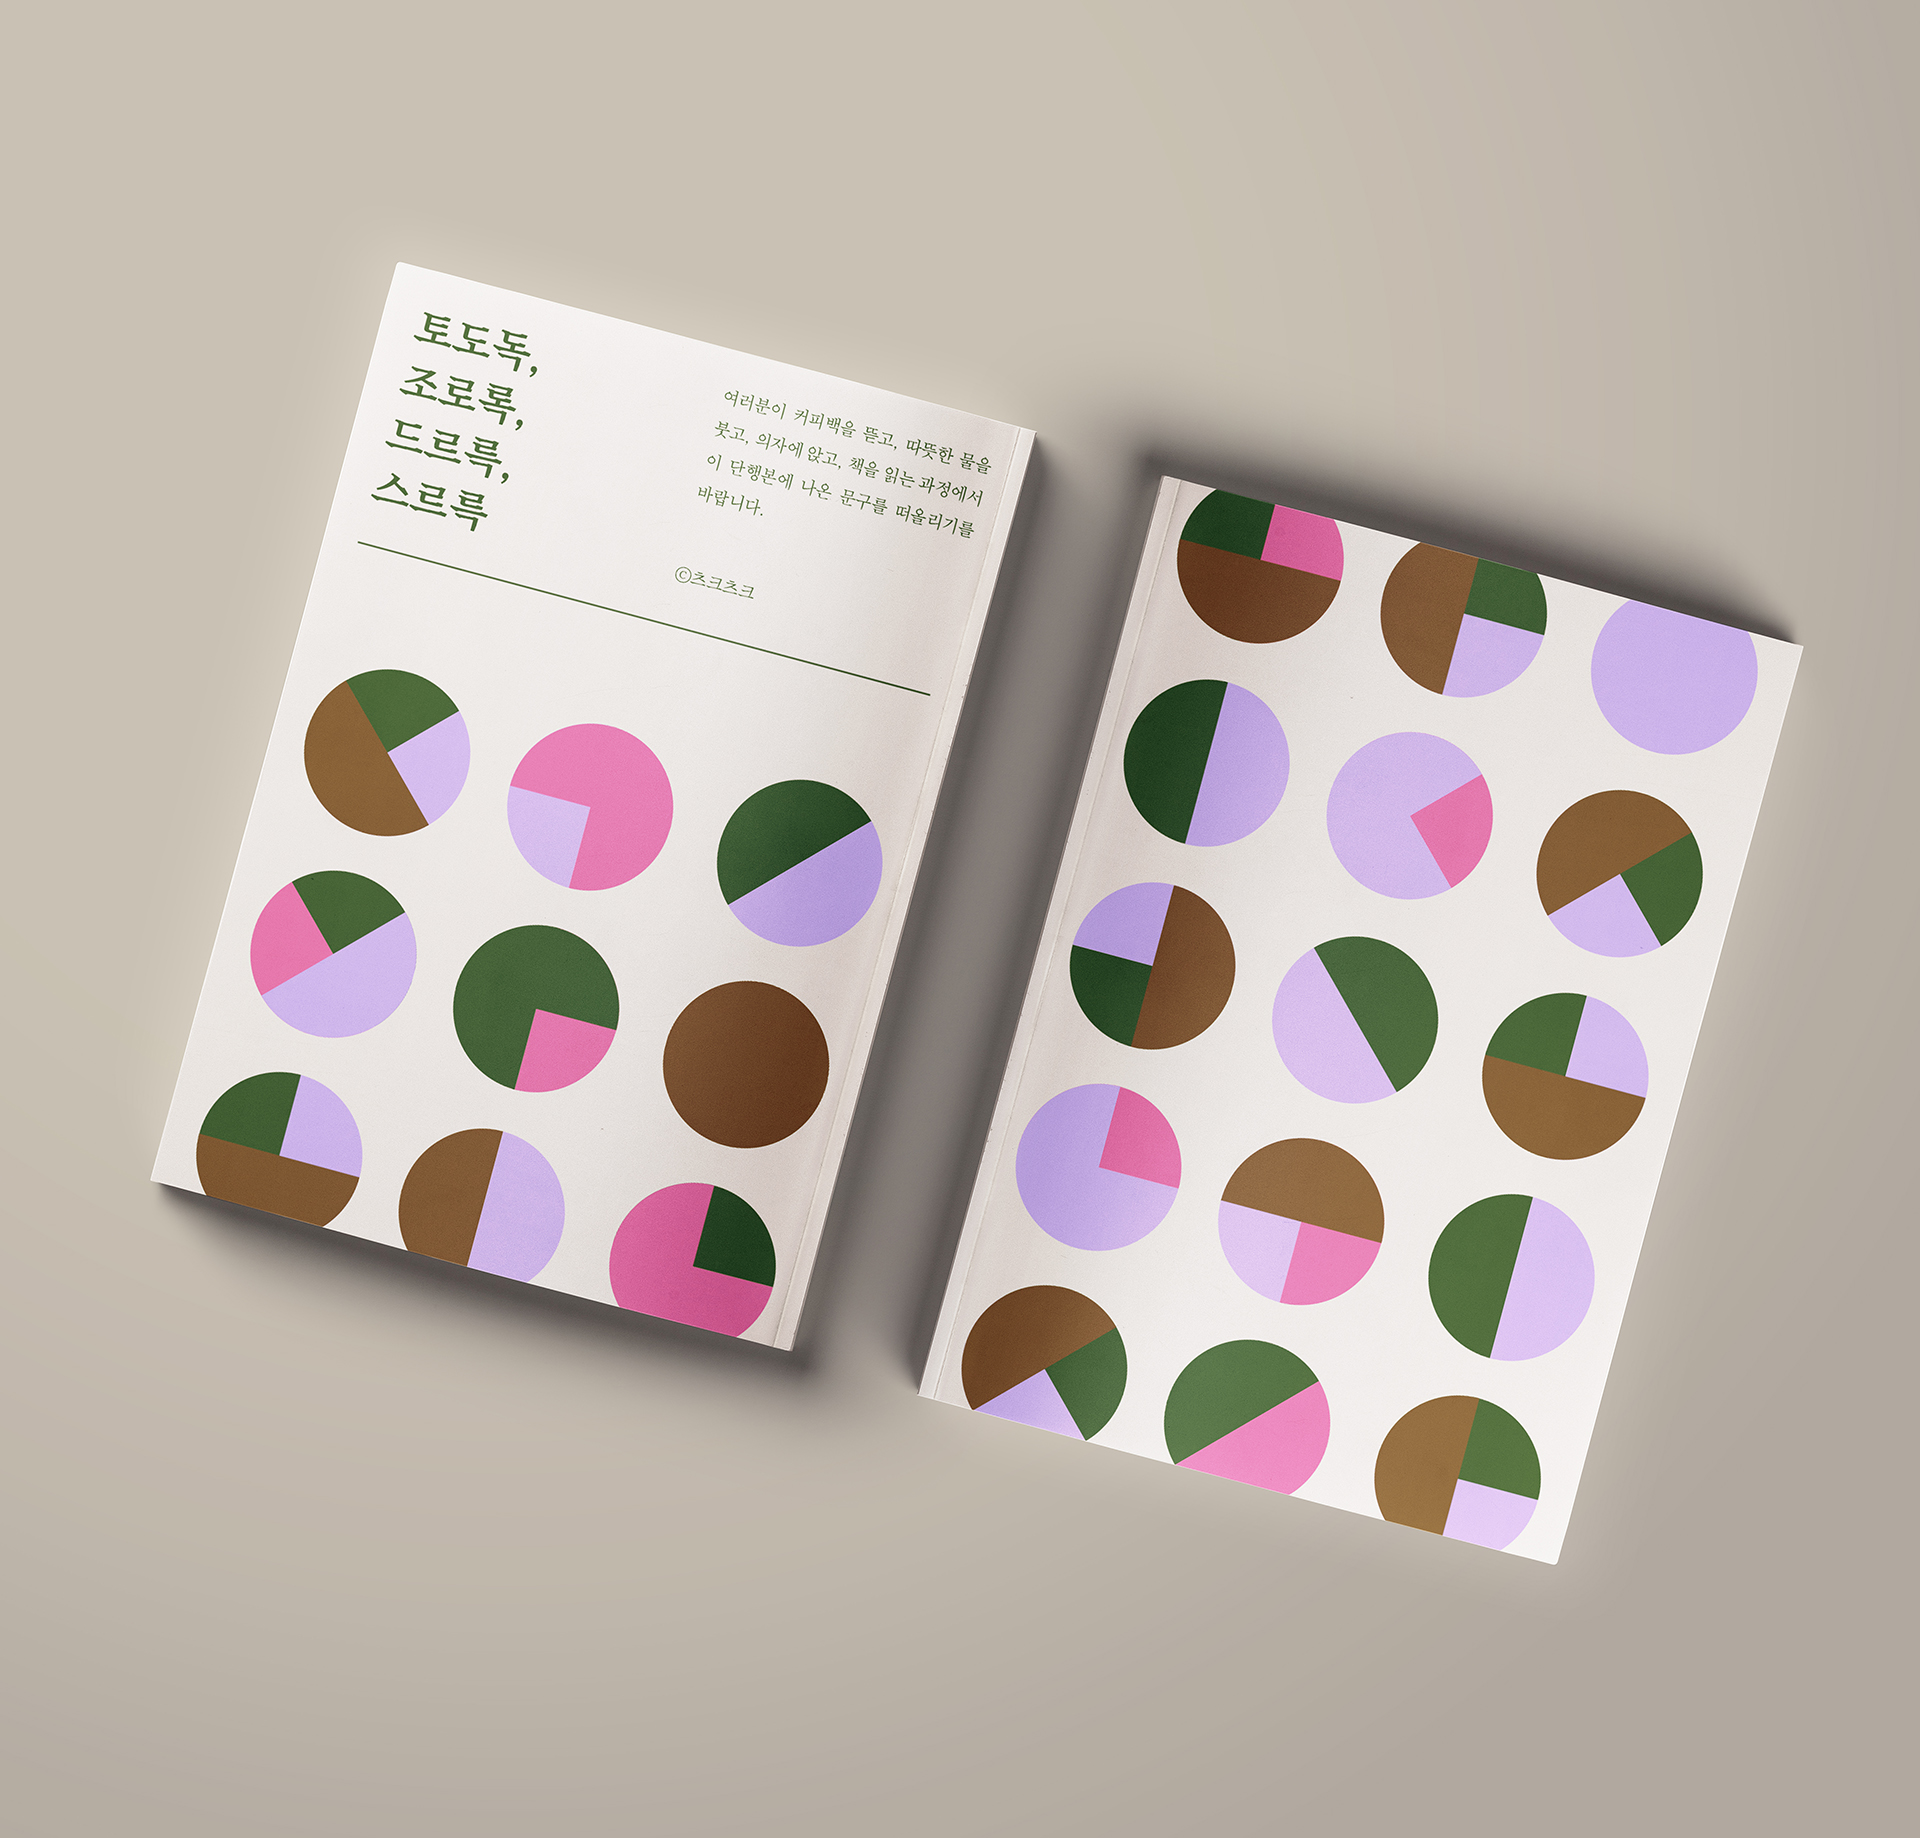 토도독,
조로록,
드르륵,
스르륵
여러분이 커피백을 뜯고, 따뜻한 물을
붓고, 의자에 앉고, 책을 읽는 과정에서
이 단행본에 나온 문구를 떠올리기를
바랍니다.
ⓒ츠크츠크